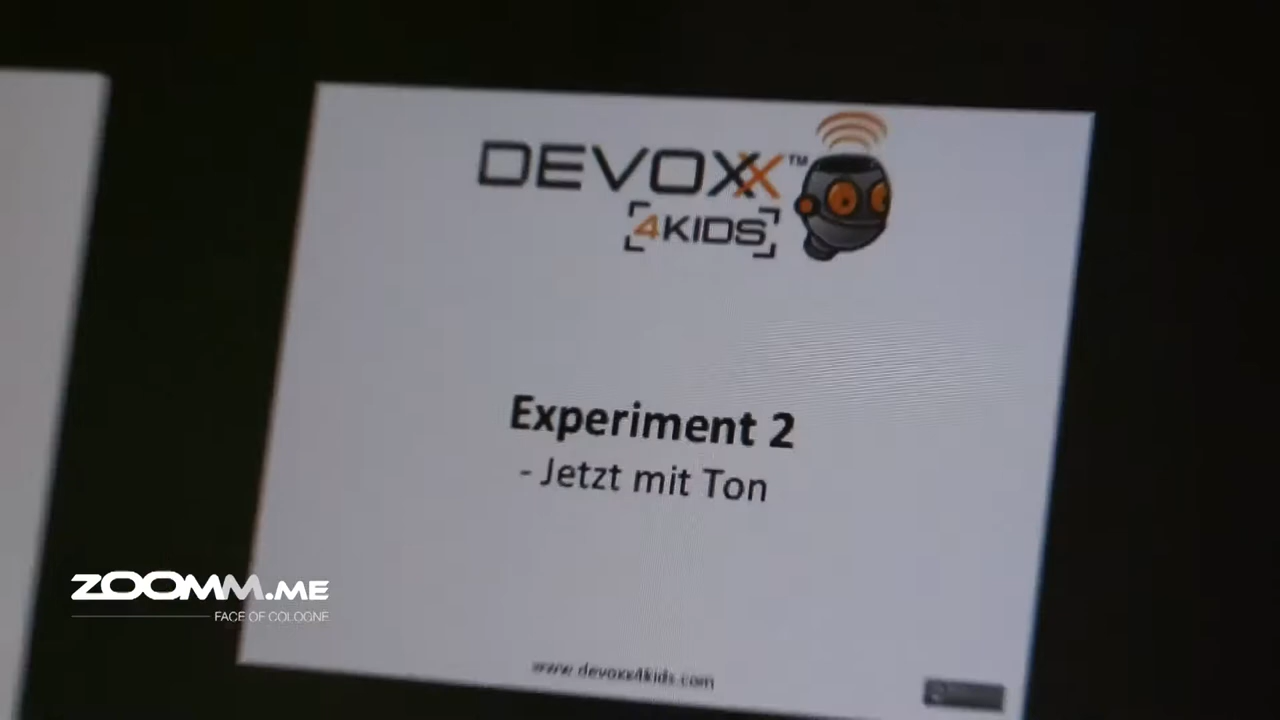 DEVOXX™
4KIDS
Experiment 2
- Jetzt mit Ton
ZOOMM.ME
FACE OF COLOGNE
www.devoxx4kids.com